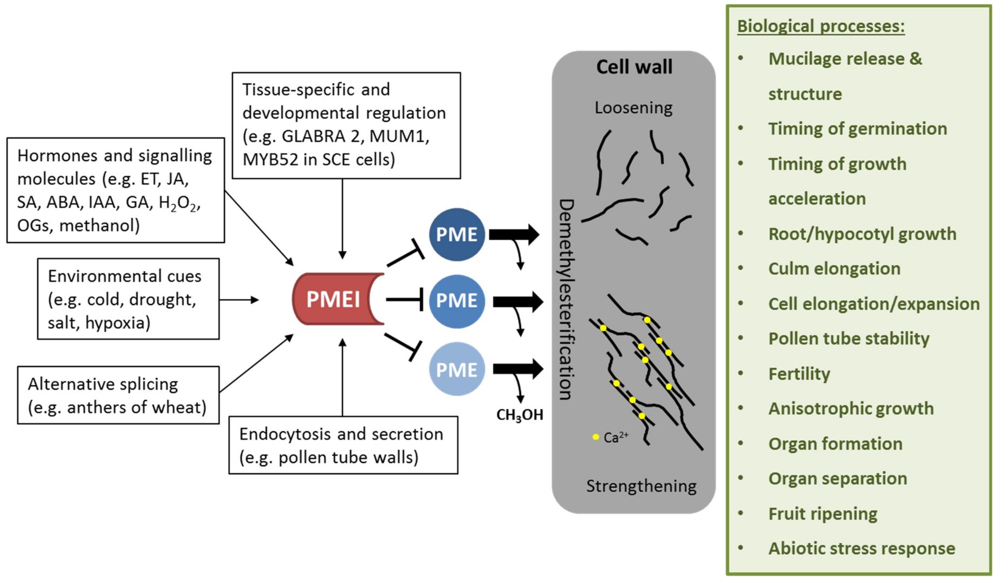 Hormones and signalling
molecules (e.g. ET, JA,
SA, ABA, IAA, GA, H₂O₂,
OGs, methanol)
Tissue-specific and
developmental regulation
(e.g. GLABRA 2, MUM1,
MYB52 in SCE cells)
Environmental cues
(e.g. cold, drought,
salt, hypoxia)
Alternative splicing
(e.g. anthers of wheat)
Endocytosis and secretion
(e.g. pollen tube walls)
PMEI
PME
PME
PME
CH₃OH
Cell wall
Loosening
Demethylesterification
Ca²⁺
Strengthening
Biological processes:
• Mucilage release &
structure
• Timing of germination
• Timing of growth
acceleration
• Root/hypocotyl growth
• Culm elongation
• Cell elongation/expansion
• Pollen tube stability
• Fertility
• Anisotrophic growth
• Organ formation
• Organ separation
• Fruit ripening
• Abiotic stress response